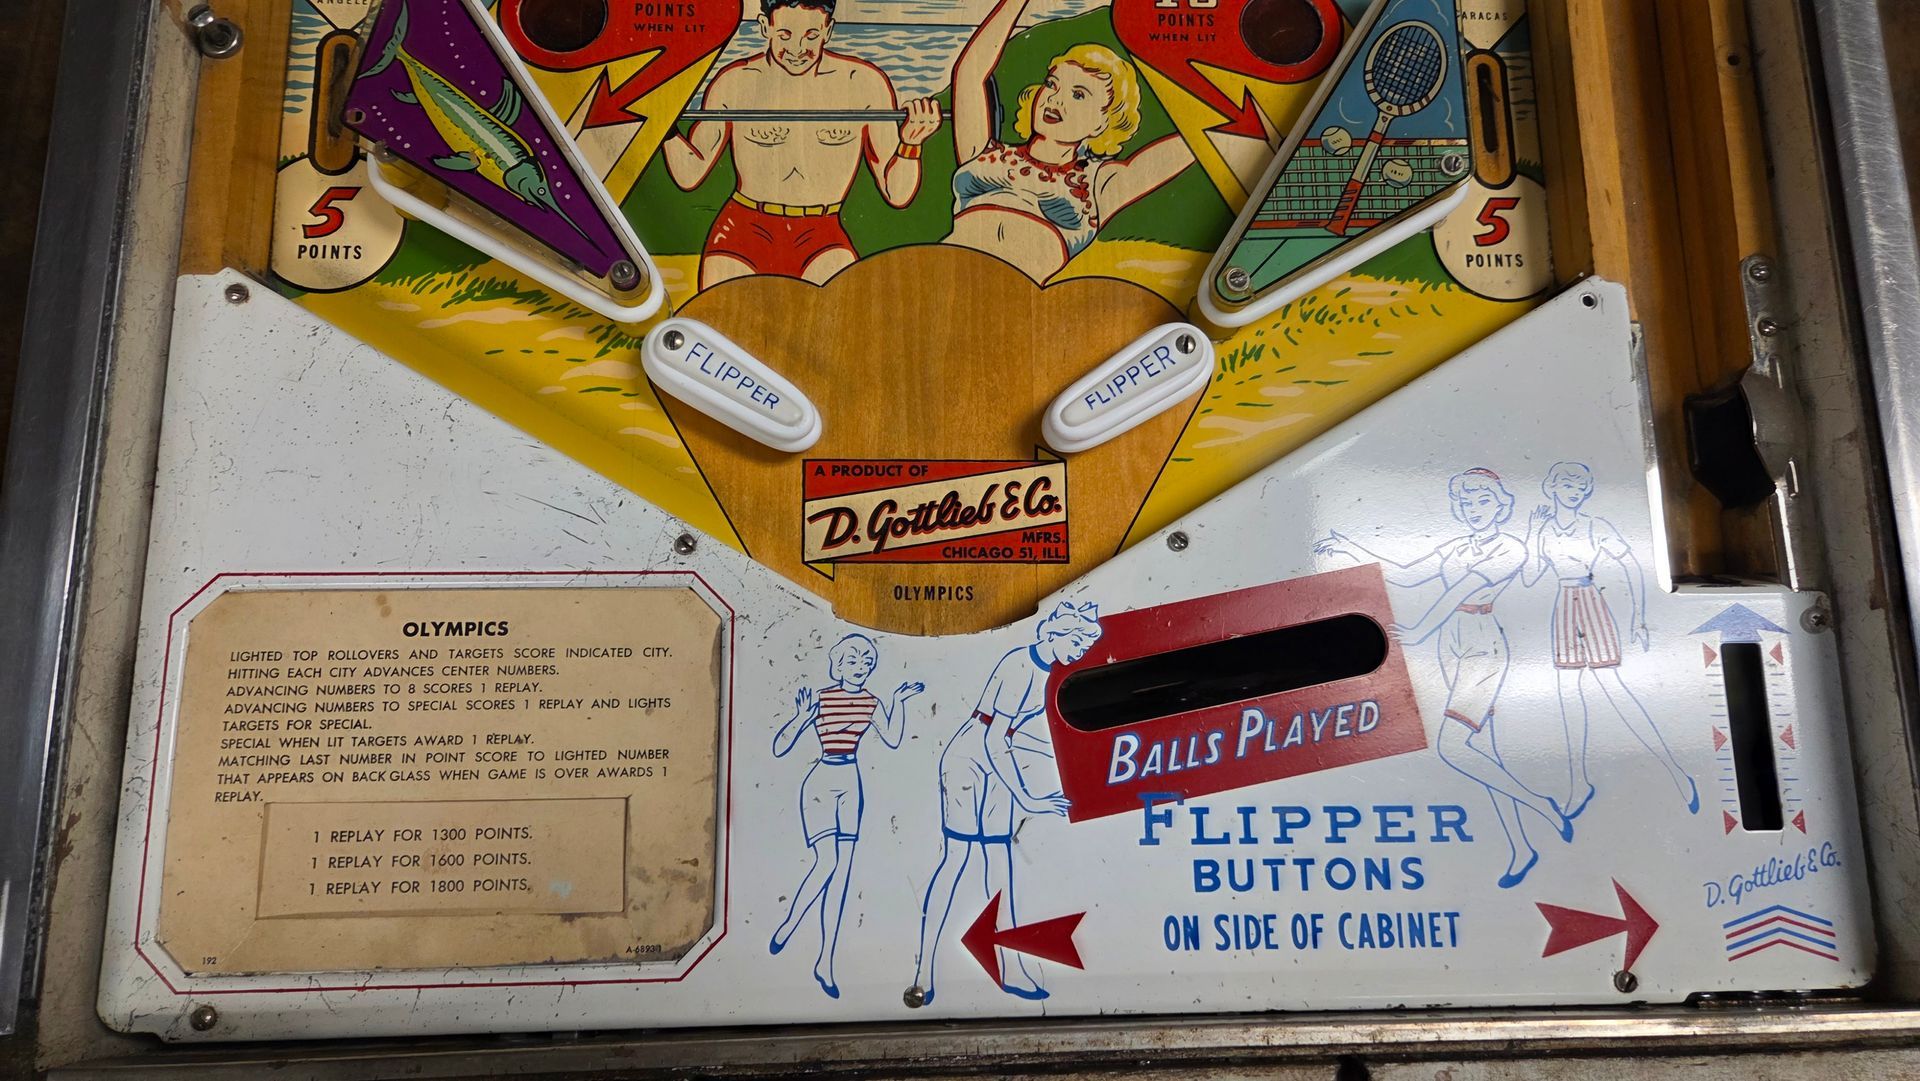 ANGELE
POINTS
WHEN LIT
10
POINTS
WHEN LIT
CARACAS
5
POINTS
5
POINTS
FLIPPER
FLIPPER
A PRODUCT OF
D. Gottlieb & Co.
MFRS.
CHICAGO 51, ILL.
OLYMPICS
OLYMPICS
LIGHTED TOP ROLLOVERS AND TARGETS SCORE INDICATED CITY.
HITTING EACH CITY ADVANCES CENTER NUMBERS.
ADVANCING NUMBERS TO 8 SCORES 1 REPLAY.
ADVANCING NUMBERS TO SPECIAL SCORES 1 REPLAY AND LIGHTS
TARGETS FOR SPECIAL.
SPECIAL WHEN LIT TARGETS AWARD 1 REPLAY.
MATCHING LAST NUMBER IN POINT SCORE TO LIGHTED NUMBER
THAT APPEARS ON BACK GLASS WHEN GAME IS OVER AWARDS 1
REPLAY.
1 REPLAY FOR 1300 POINTS.
1 REPLAY FOR 1600 POINTS.
1 REPLAY FOR 1800 POINTS.
192
A-6893-1
BALLS PLAYED
FLIPPER
BUTTONS
ON SIDE OF CABINET
D. Gottlieb & Co.